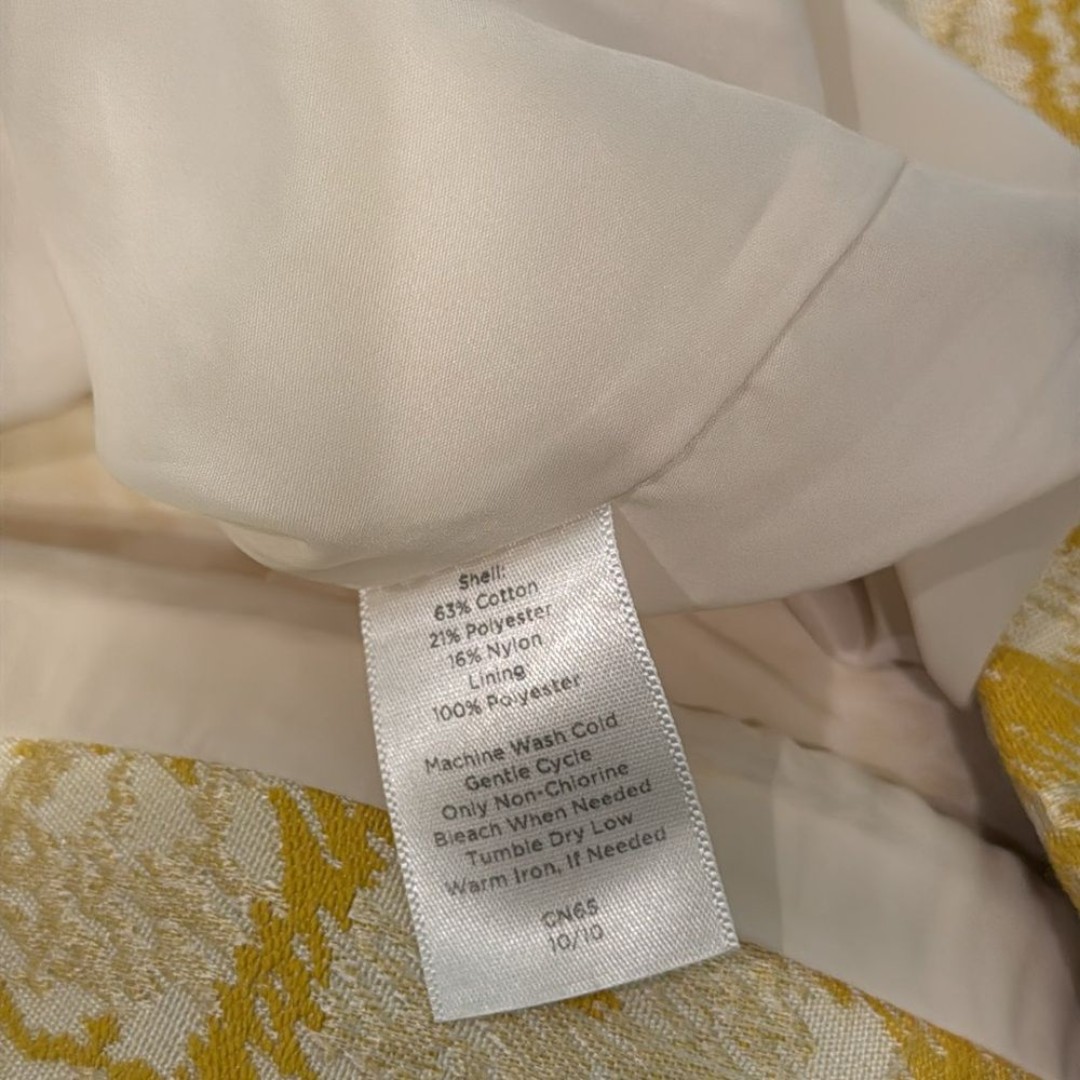 Shell:
63% Cotton
21% Polyester
16% Nylon
Lining
100% Polyester
Machine Wash Cold
Gentle Cycle
Only Non-Chlorine
Bleach When Needed
Tumble Dry Low
Warm Iron, If Needed
CN65
10/10